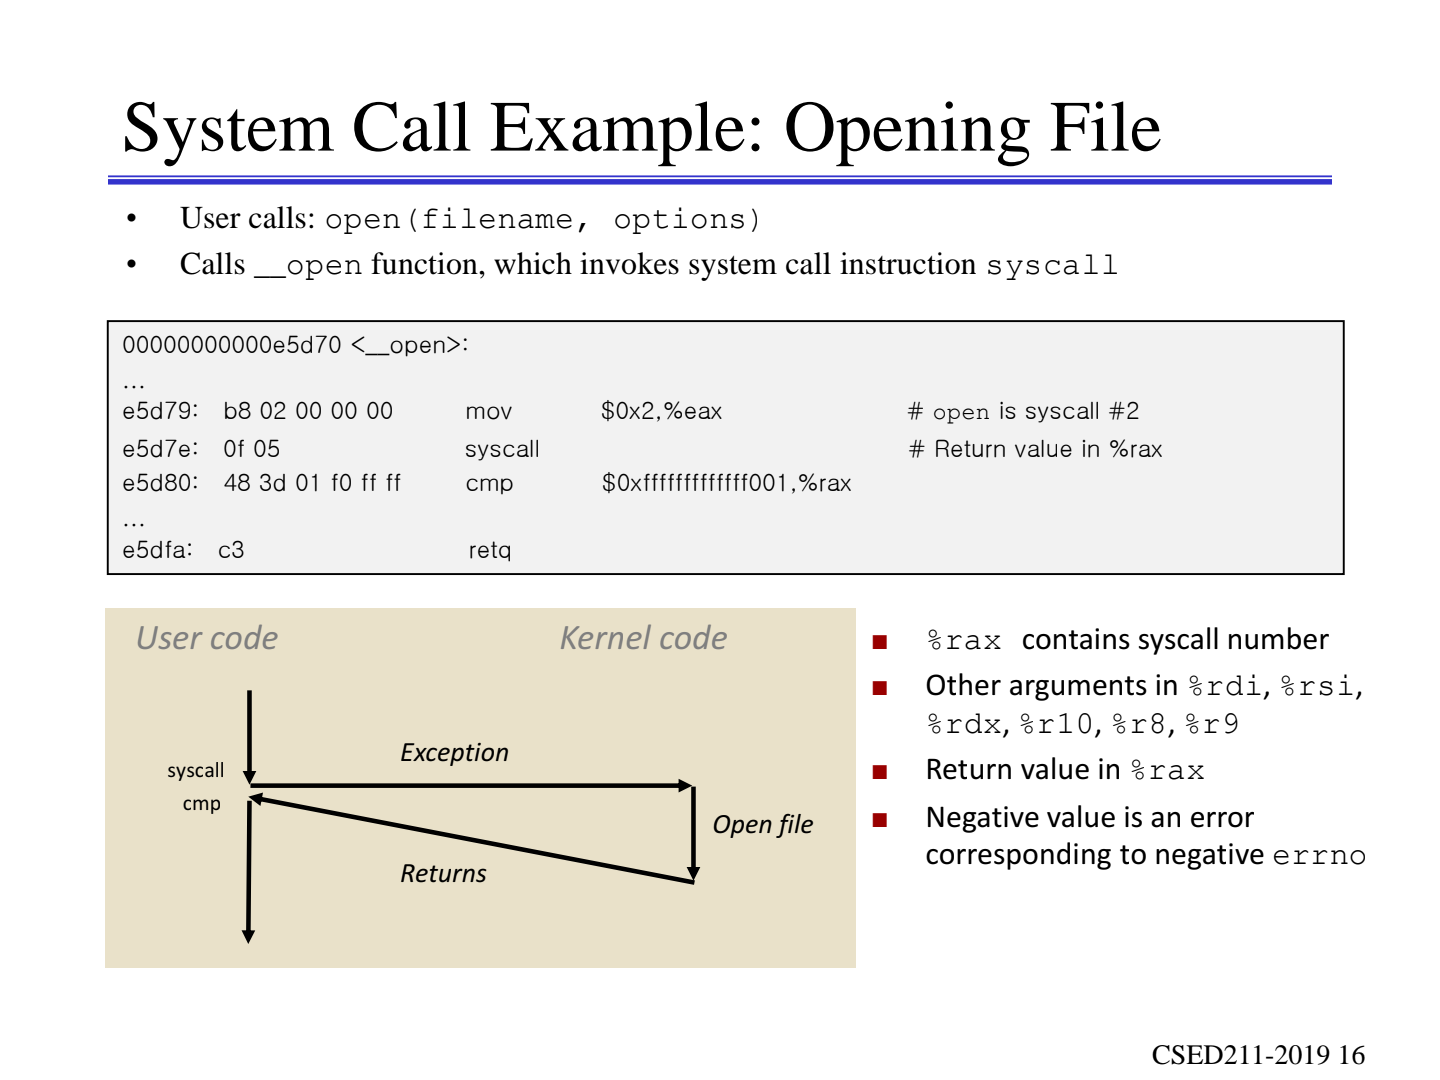 System Call Example: Opening File
• User calls: open(filename, options)
• Calls __open function, which invokes system call instruction syscall
00000000000e5d70 <__open>:
...
e5d79: b8 02 00 00 00 mov $0x2,%eax # open is syscall #2
e5d7e: 0f 05 syscall # Return value in %rax
e5d80: 48 3d 01 f0 ff ff cmp $0xfffffffffffff001,%rax
...
e5dfa: c3 retq
User code Kernel code
Exception
syscall
cmp
Open file
Returns
■ %rax contains syscall number
■ Other arguments in %rdi, %rsi,
%rdx, %r10, %r8, %r9
■ Return value in %rax
■ Negative value is an error
corresponding to negative errno
CSED211-2019 16